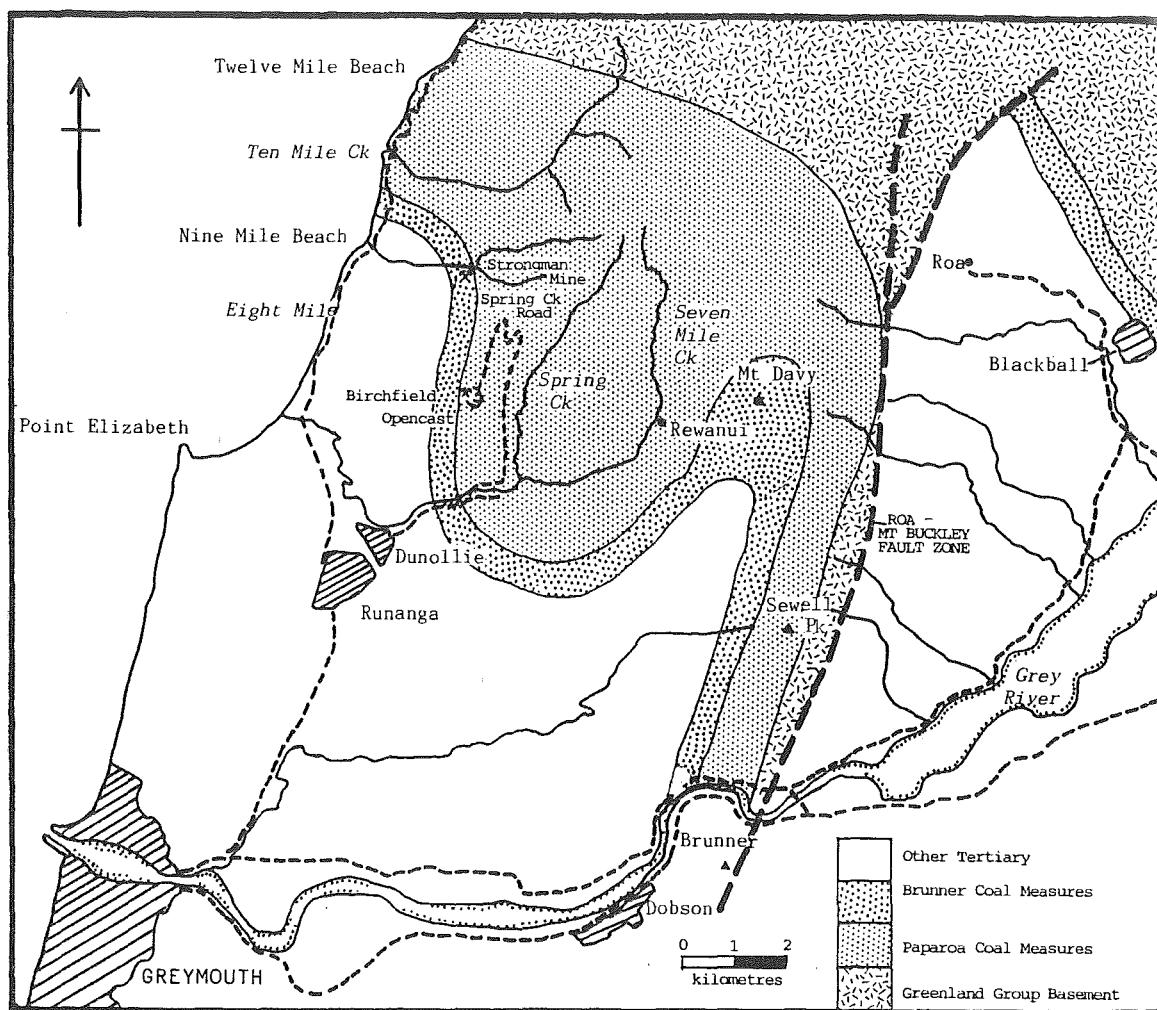 Twelve Mile Beach
Ten Mile Ck
Nine Mile Beach
Eight Mile
Strongman
Mine
Spring Ck
Road
Seven
Mile
Ck
Spring
Ck
Birchfield
Opencast
Mt Davy
Rewanui
Roa
Blackball
Point Elizabeth
ROA -
MT BUCKLEY
FAULT ZONE
Dunollie
Runanga
Sewell
Pk
Grey
River
Brunner
Dobson
GREYMOUTH
0 1 2
kilometres
Other Tertiary
Brunner Coal Measures
Paparoa Coal Measures
Greenland Group Basement